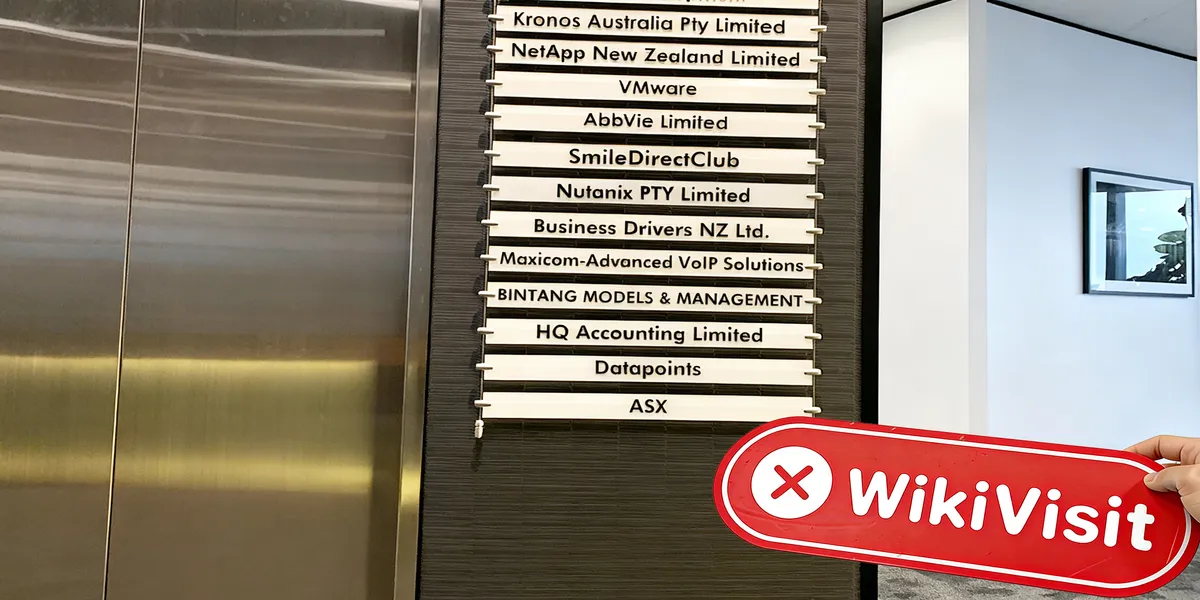 Kronos Australia Pty Limited
NetApp New Zealand Limited
VMware
AbbVie Limited
SmileDirectClub
Nutanix PTY Limited
Business Drivers NZ Ltd.
Maxicom-Advanced VoIP Solutions
BINTANG MODELS & MANAGEMENT
HQ Accounting Limited
Datapoints
ASX
WikiVisit